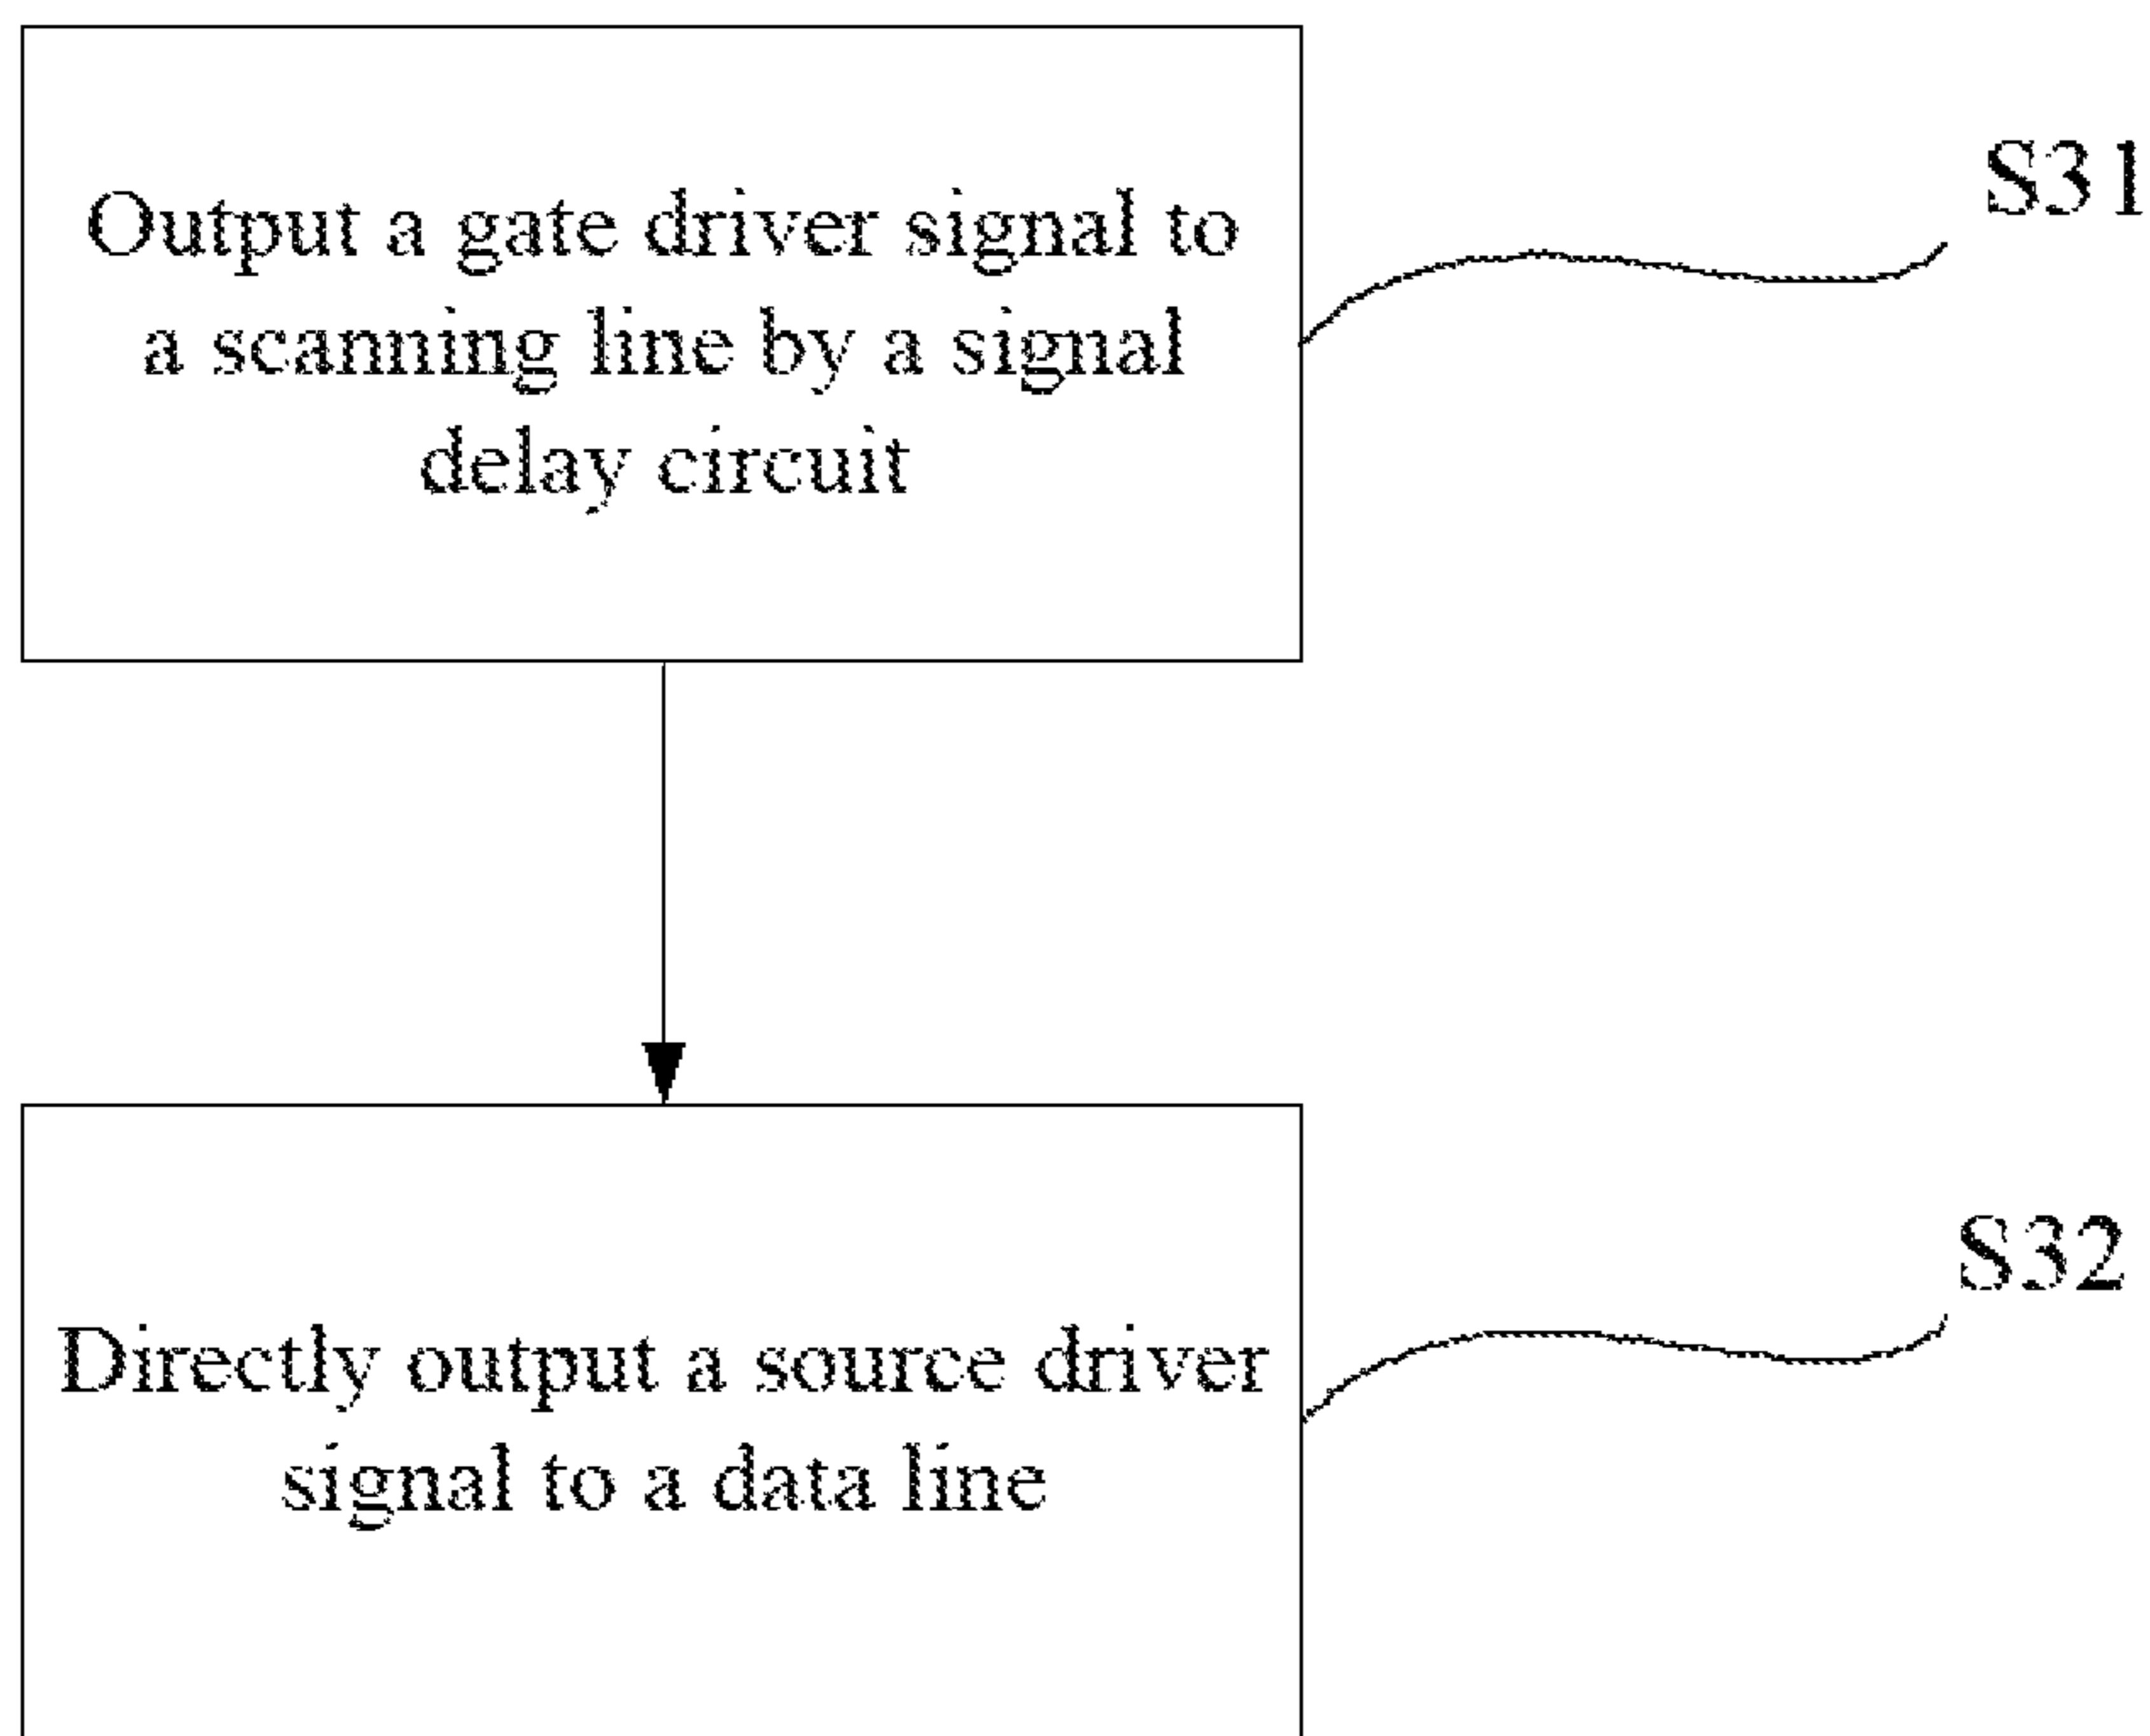 Output a gate driver signal to
a scanning line by a signal
delay circuit
S31
Directly output a source driver
signal to a data line
S32